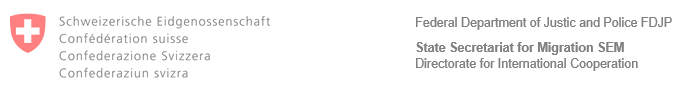 Schweizerische Eidgenossenschaft
Confédération suisse
Confederazione Svizzera
Confederaziun svizra
Federal Department of Justic and Police FDJP
State Secretariat for Migration SEM
Directorate for International Cooperation